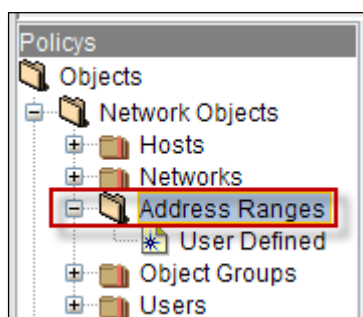 Policys
Objects
Network Objects
Hosts
Networks
Address Ranges
User Defined
Object Groups
Users